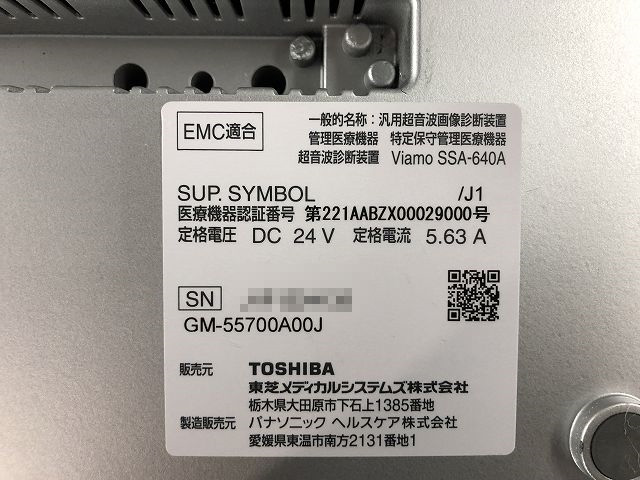 EMC適合
一般的名称：汎用超音波画像診断装置
管理医療機器 特定保守管理医療機器
超音波診断装置 Viamo SSA-640A
SUP. SYMBOL /J1
医療機器認証番号 第221AABZX00029000号
定格電圧 DC 24 V 定格電流 5.63 A
SN
GM-55700A00J
販売元 TOSHIBA
東芝メディカルシステムズ株式会社
栃木県大田原市下石上1385番地
製造販売元 パナソニック ヘルスケア株式会社
愛媛県東温市南方2131番地1